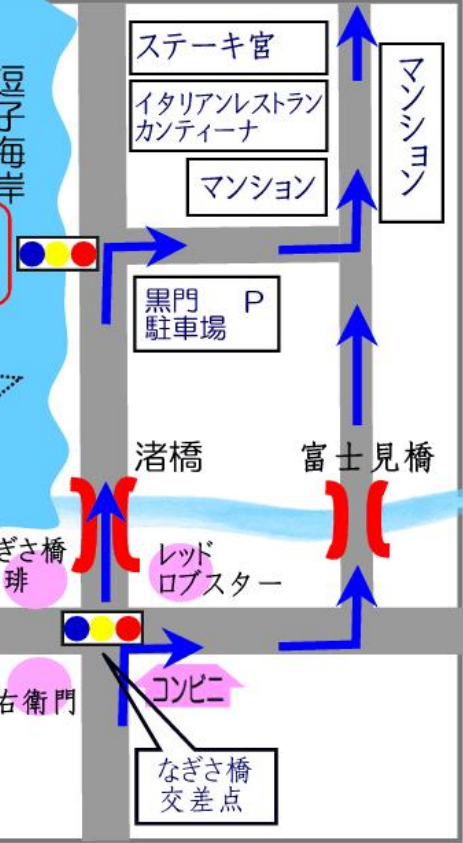 ステーキ宮
イタリアンレストラン
カンティーナ
マンション
マンション
逗子海岸
黒門 P
駐車場
渚橋
富士見橋
ぎさ橋
琲
レッド
ロブスター
コンビニ
右衛門
なぎさ橋
交差点